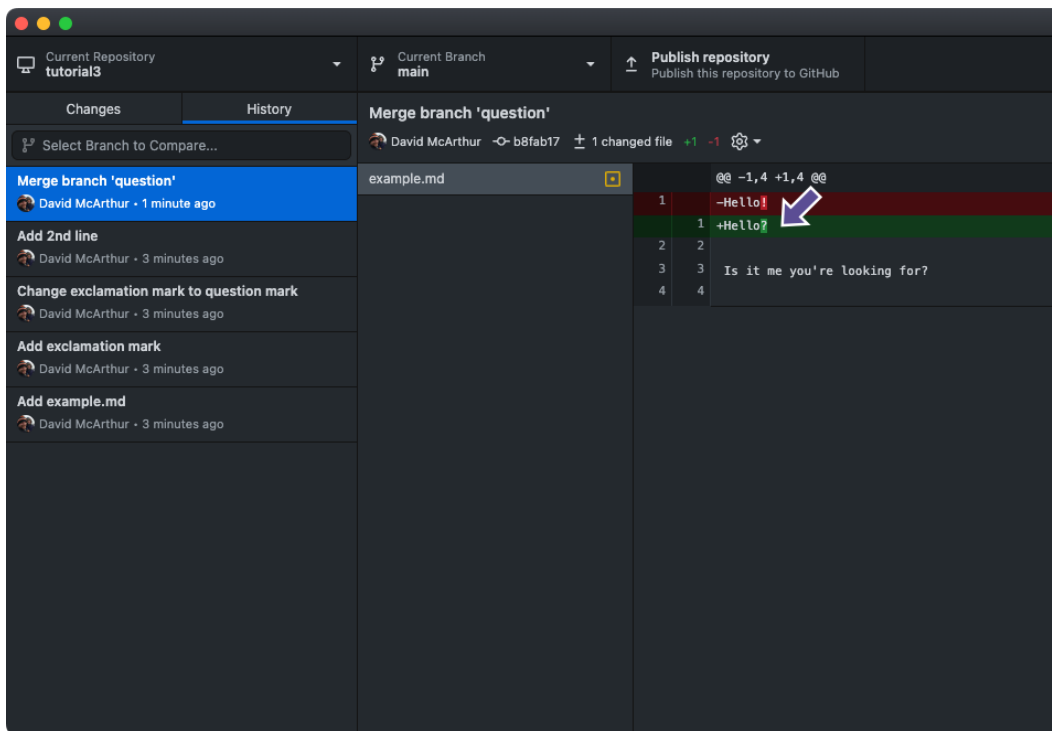 Current Repository
tutorial3
Current Branch
main
Publish repository
Publish this repository to GitHub
Changes
History
Select Branch to Compare...
Merge branch 'question'
David McArthur • 1 minute ago
Add 2nd line
David McArthur • 3 minutes ago
Change exclamation mark to question mark
David McArthur • 3 minutes ago
Add exclamation mark
David McArthur • 3 minutes ago
Add example.md
David McArthur • 3 minutes ago
Merge branch 'question'
David McArthur b8fab17 1 changed file +1 -1
example.md
@@ -1,4 +1,4 @@
1 -Hello!
1 +Hello?
2 2
3 3 Is it me you're looking for?
4 4